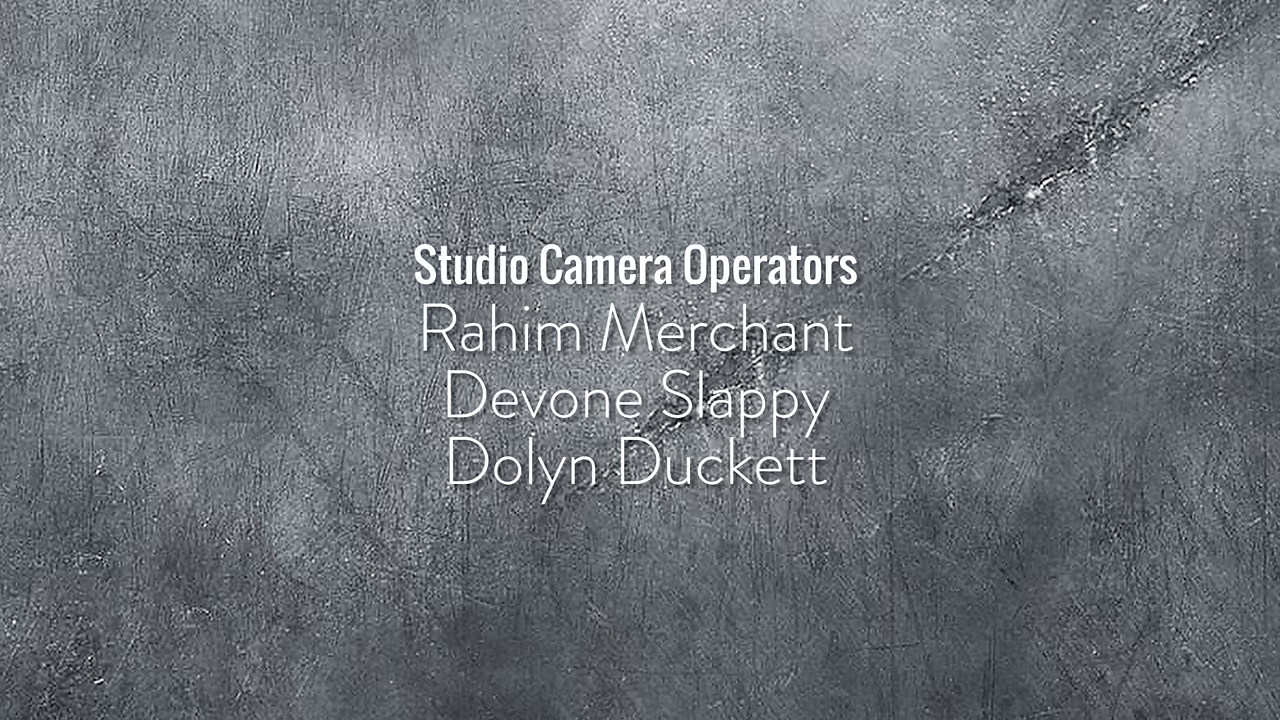 Studio Camera Operators
Rahim Merchant
Devone Slappy
Dolyn Duckett